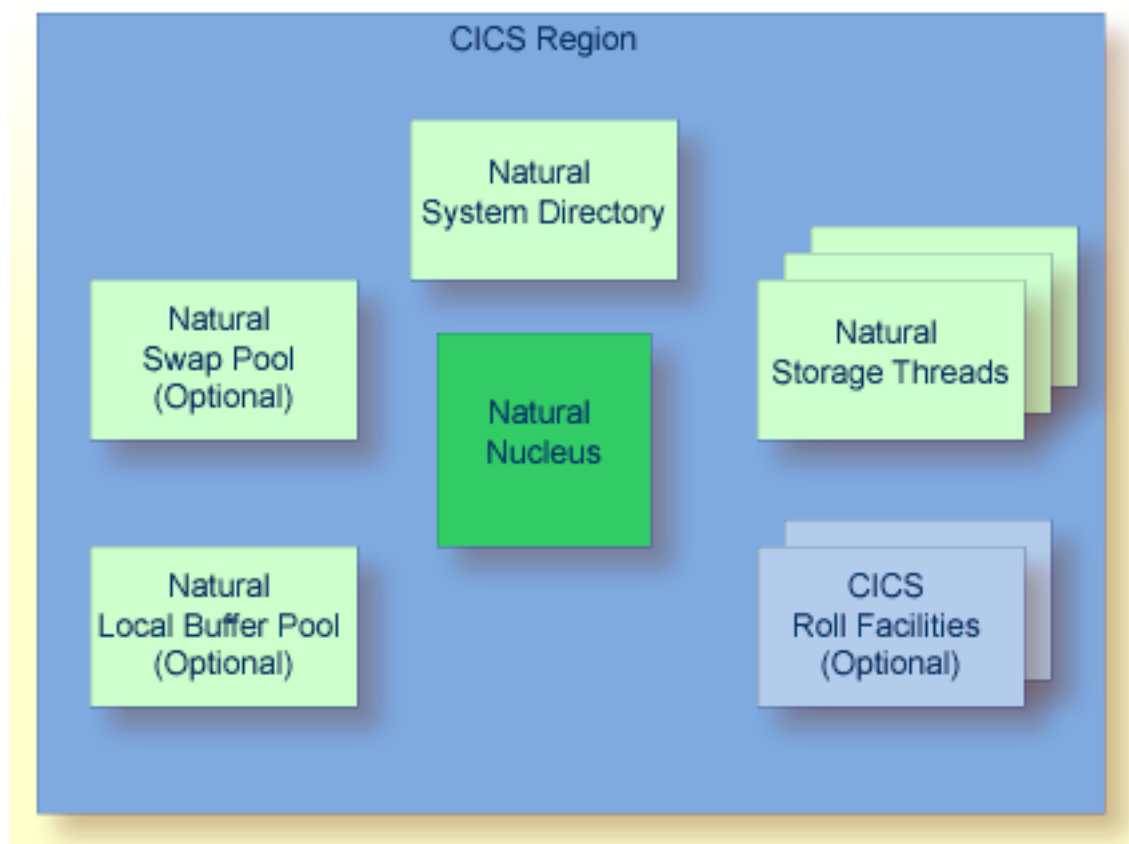 CICS Region
Natural
System Directory
Natural
Swap Pool
(Optional)
Natural
Storage Threads
Natural
Nucleus
Natural
Local Buffer Pool
(Optional)
CICS
Roll Facilities
(Optional)